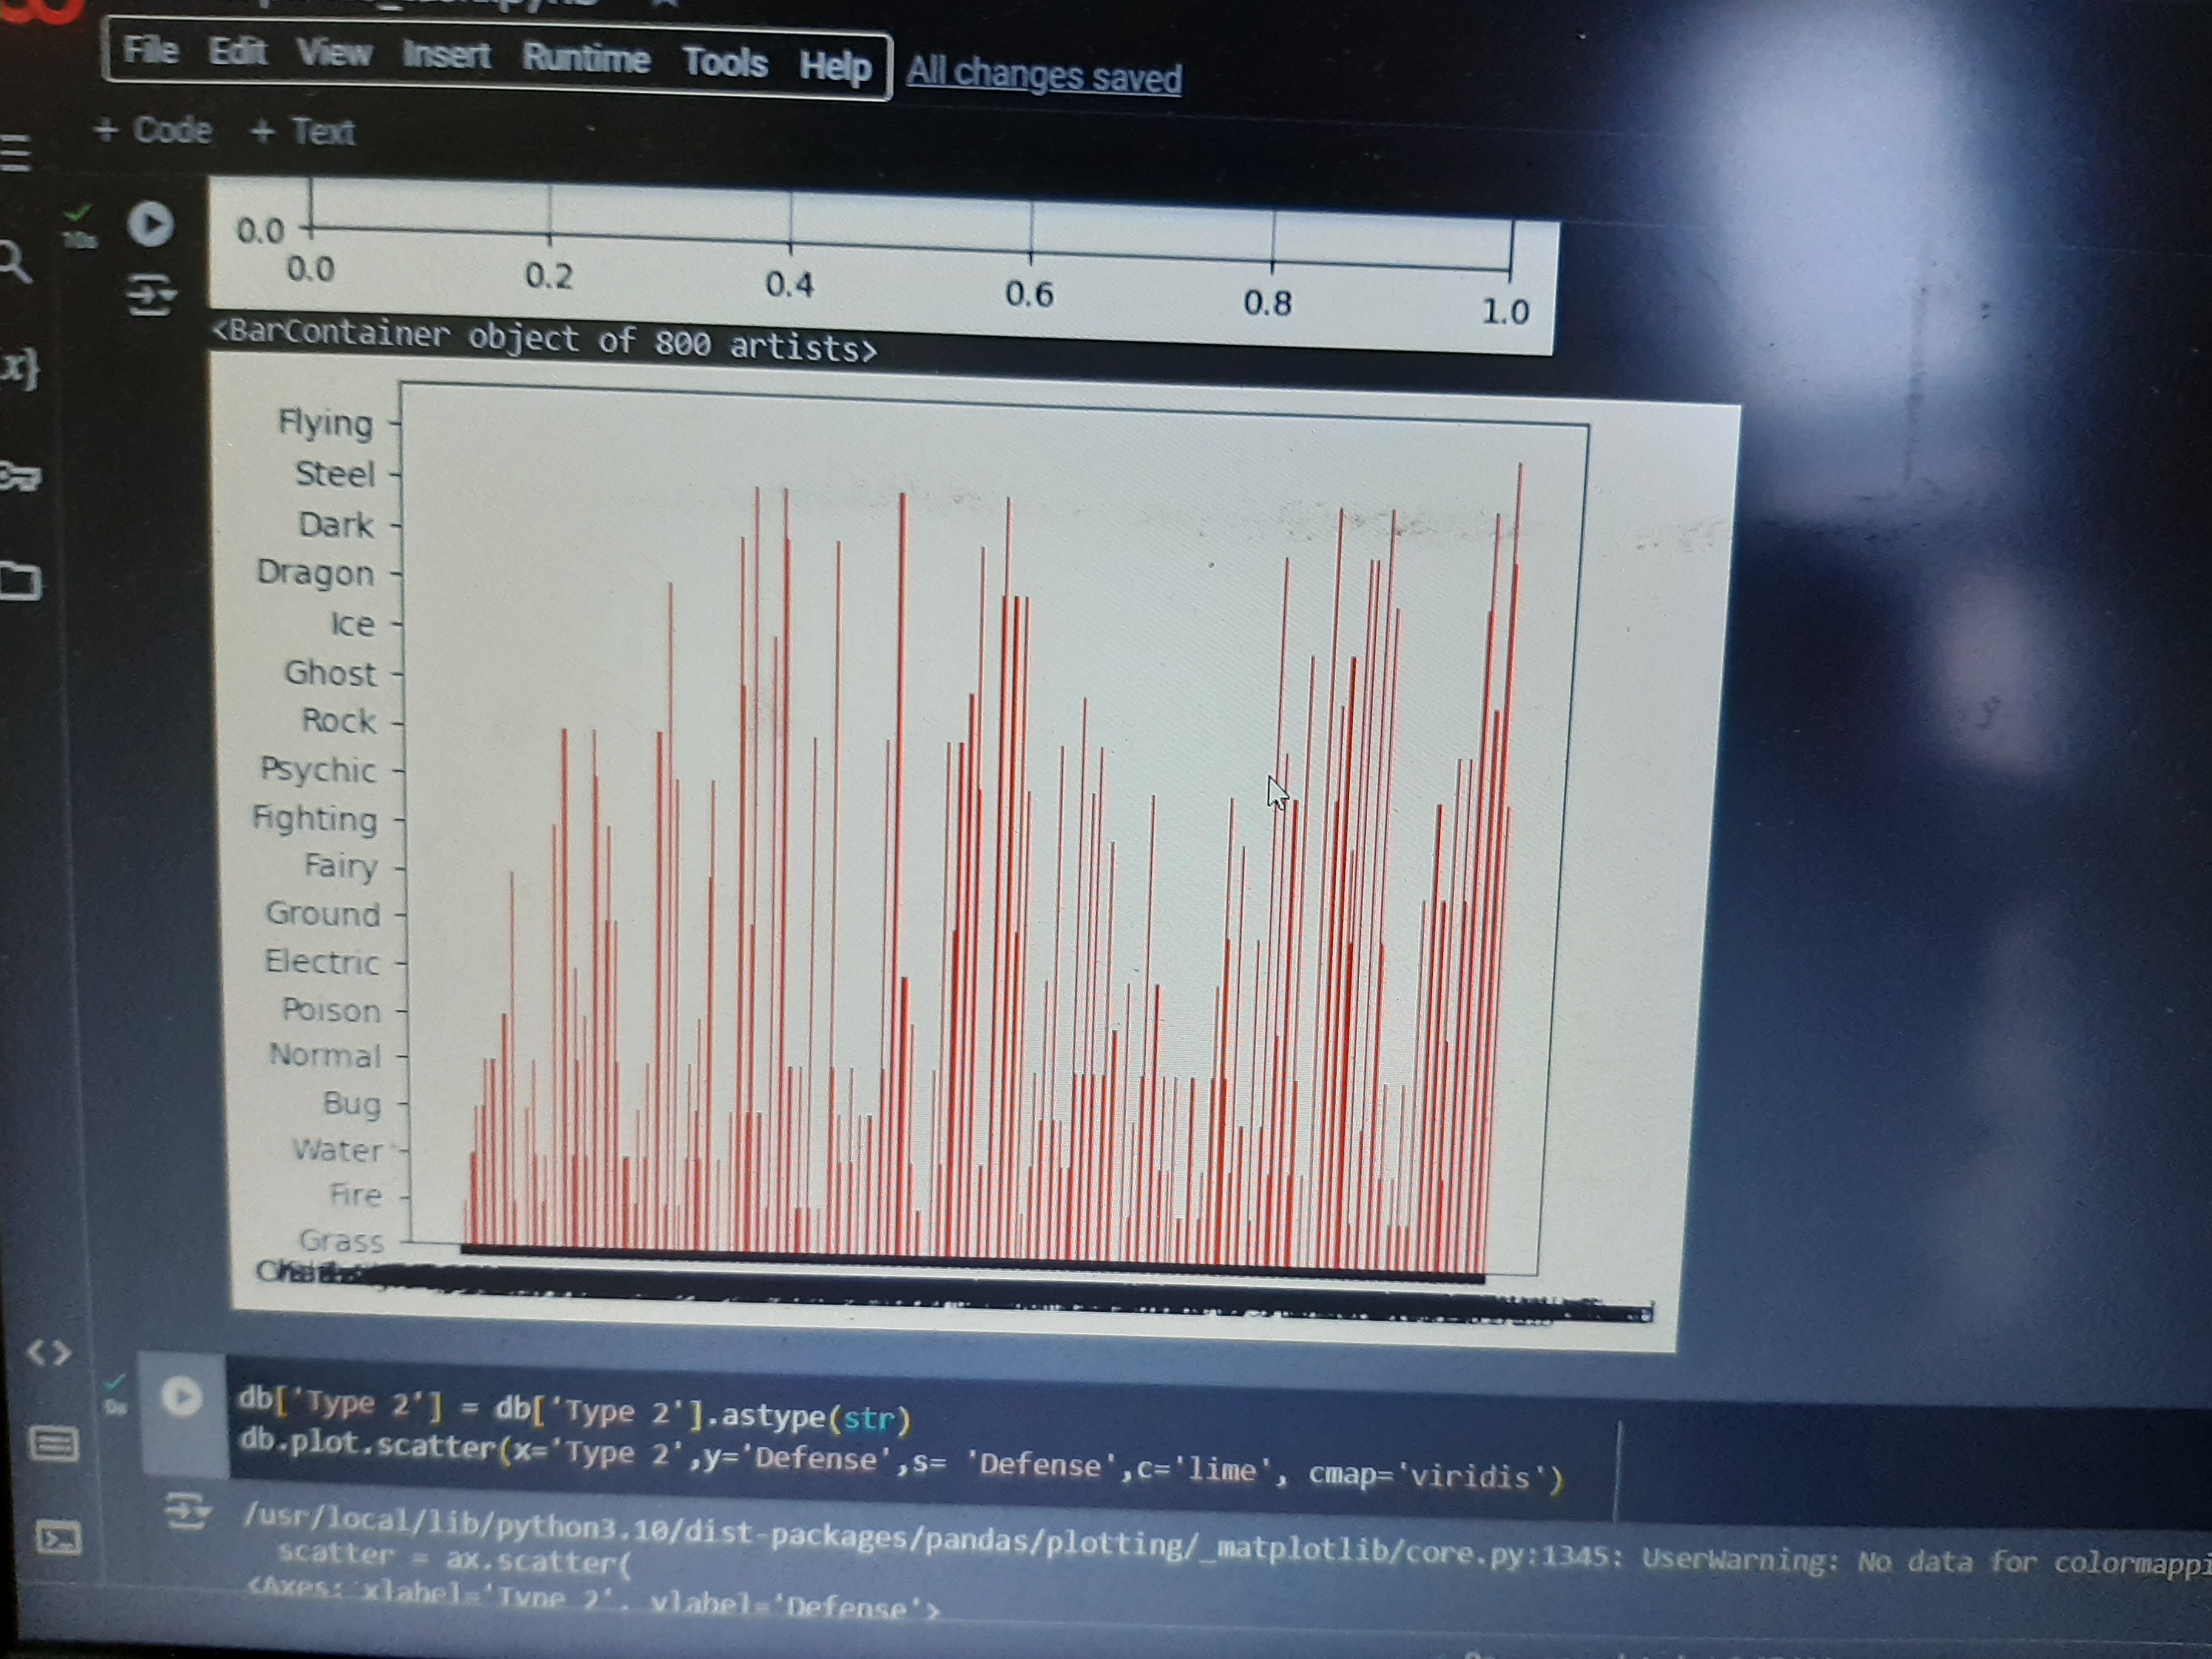 File Edit View Insert Runtime Tools Help All changes saved
+ Code + Text
0.0
0.0 0.2 0.4 0.6 0.8 1.0
<BarContainer object of 800 artists>
Flying
Steel
Dark
Dragon
Ice
Ghost
Rock
Psychic
Fighting
Fairy
Ground
Electric
Poison
Normal
Bug
Water
Fire
Grass
db['Type 2'] = db['Type 2'].astype(str)
db.plot.scatter(x='Type 2',y='Defense',s= 'Defense',c='lime', cmap='viridis')
/usr/local/lib/python3.10/dist-packages/pandas/plotting/_matplotlib/core.py:1345: UserWarning: No data for colormappi
scatter = ax.scatter(
<Axes: xlabel='Type 2', ylabel='Defense'>